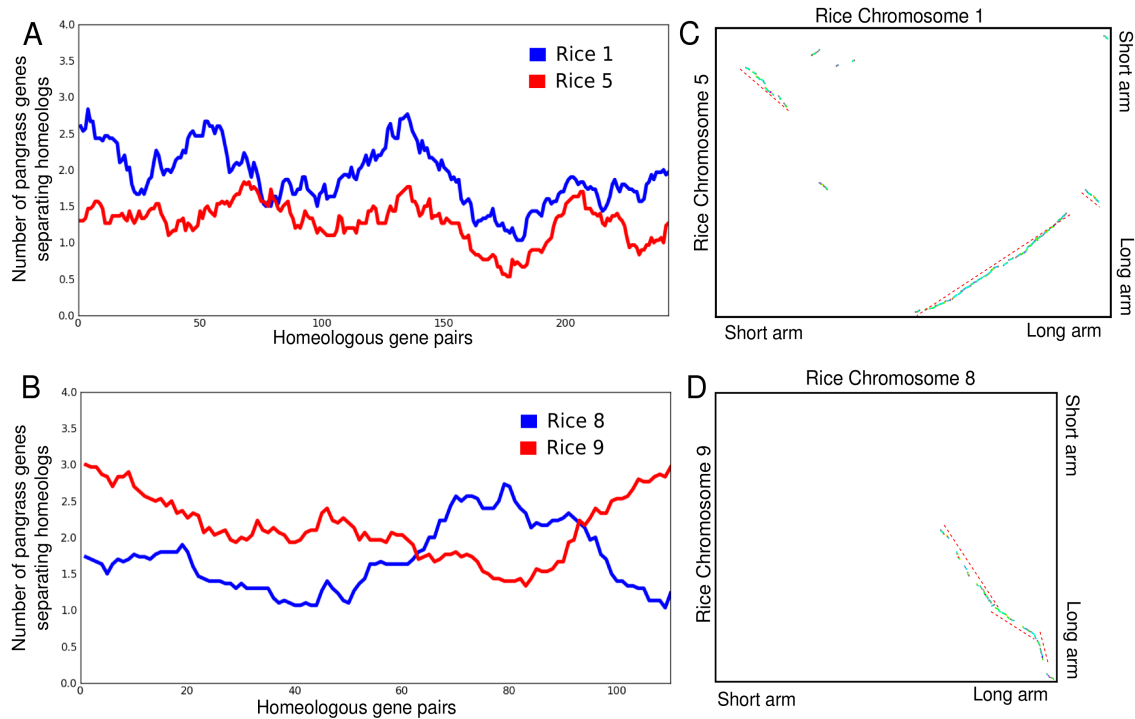 A
Number of pangrass genes
separating homeologs
4.0
3.5
3.0
2.5
2.0
1.5
1.0
0.5
0.0
Rice 1
Rice 5
0 50 100 150 200
Homeologous gene pairs
C
Rice Chromosome 1
Rice Chromosome 5
Short arm
Long arm
Short arm
Long arm
B
Number of pangrass genes
separating homeologs
4.0
3.5
3.0
2.5
2.0
1.5
1.0
0.5
0.0
Rice 8
Rice 9
0 20 40 60 80 100
Homeologous gene pairs
D
Rice Chromosome 8
Rice Chromosome 9
Short arm
Long arm
Short arm
Long arm